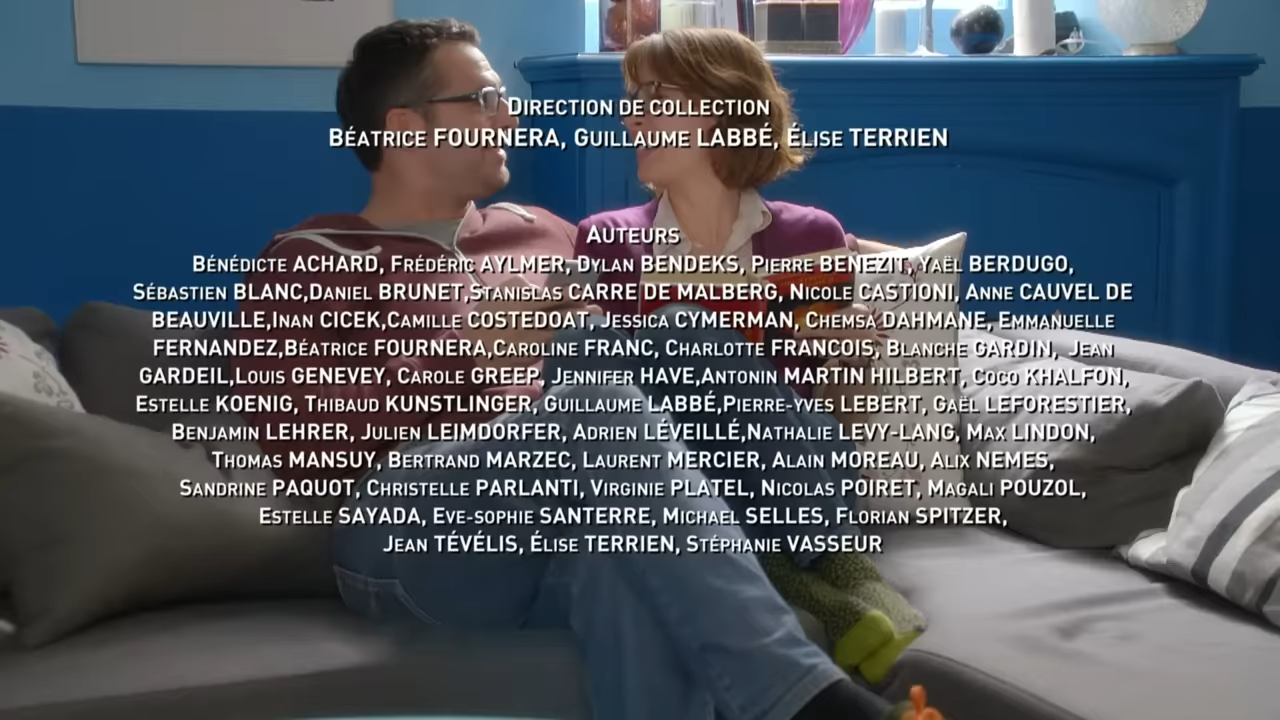 Direction de collection
Béatrice FOURNERA, Guillaume LABBÉ, Élise TERRIEN
Auteurs
Bénédicte ACHARD, Frédéric AYLMER, Dylan BENDEKS, Pierre BENEZIT, Yaël BERDUGO,
Sébastien BLANC,Daniel BRUNET,Stanislas CARRE DE MALBERG, Nicole CASTIONI, Anne CAUVEL DE
BEAUVILLE,Inan CICEK,Camille COSTEDOAT, Jessica CYMERMAN, Chemsa DAHMANE, Emmanuelle
FERNANDEZ,Béatrice FOURNERA,Caroline FRANC, Charlotte FRANCOIS, Blanche GARDIN, Jean
GARDEIL,Louis GENEVEY, Carole GREEP, Jennifer HAVE,Antonin MARTIN HILBERT, Coco KHALFON,
Estelle KOENIG, Thibaud KUNSTLINGER, Guillaume LABBÉ,Pierre-yves LEBERT, Gaël LEFORESTIER,
Benjamin LEHRER, Julien LEIMDORFER, Adrien LÉVEILLÉ,Nathalie LEVY-LANG, Max LINDON,
Thomas MANSUY, Bertrand MARZEC, Laurent MERCIER, Alain MOREAU, Alix NEMES,
Sandrine PAQUOT, Christelle PARLANTI, Virginie PLATEL, Nicolas POIRET, Magali POUZOL,
Estelle SAYADA, Eve-sophie SANTERRE, Michael SELLES, Florian SPITZER,
Jean TÉVÉLIS, Élise TERRIEN, Stéphanie VASSEUR